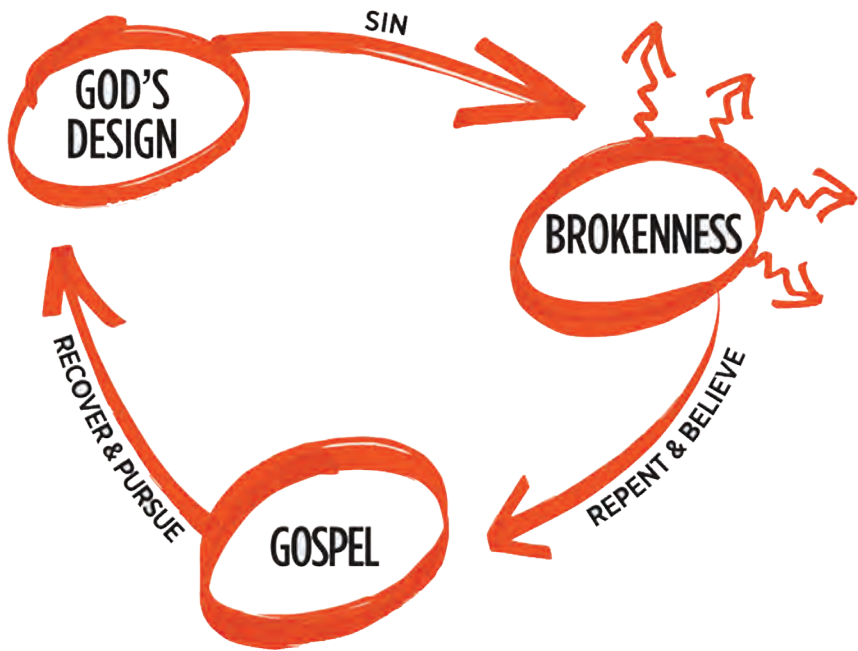 SIN
GOD'S
DESIGN
BROKENNESS
REPENT & BELIEVE
GOSPEL
RECOVER & PURSUE